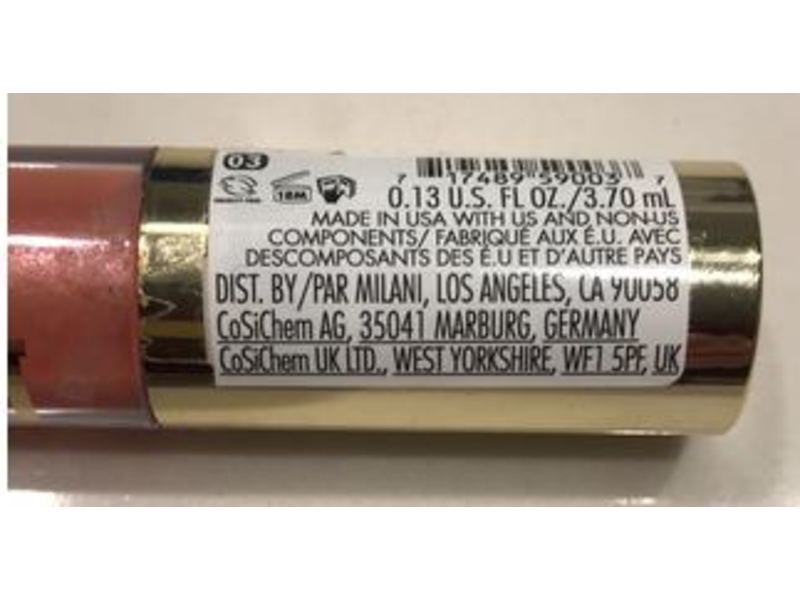 03
7 17489 59003 7
18M
0.13 U.S. FL OZ./3.70 mL
MADE IN USA WITH US AND NON-US
COMPONENTS/ FABRIQUÉ AUX É.U. AVEC
DESCOMPOSANTS DES É.U ET D'AUTRE PAYS
DIST. BY/PAR MILANI, LOS ANGELES, CA 90058
CoSiChem AG, 35041 MARBURG, GERMANY
CoSiChem UK LTD., WEST YORKSHIRE, WF1 5PF, UK